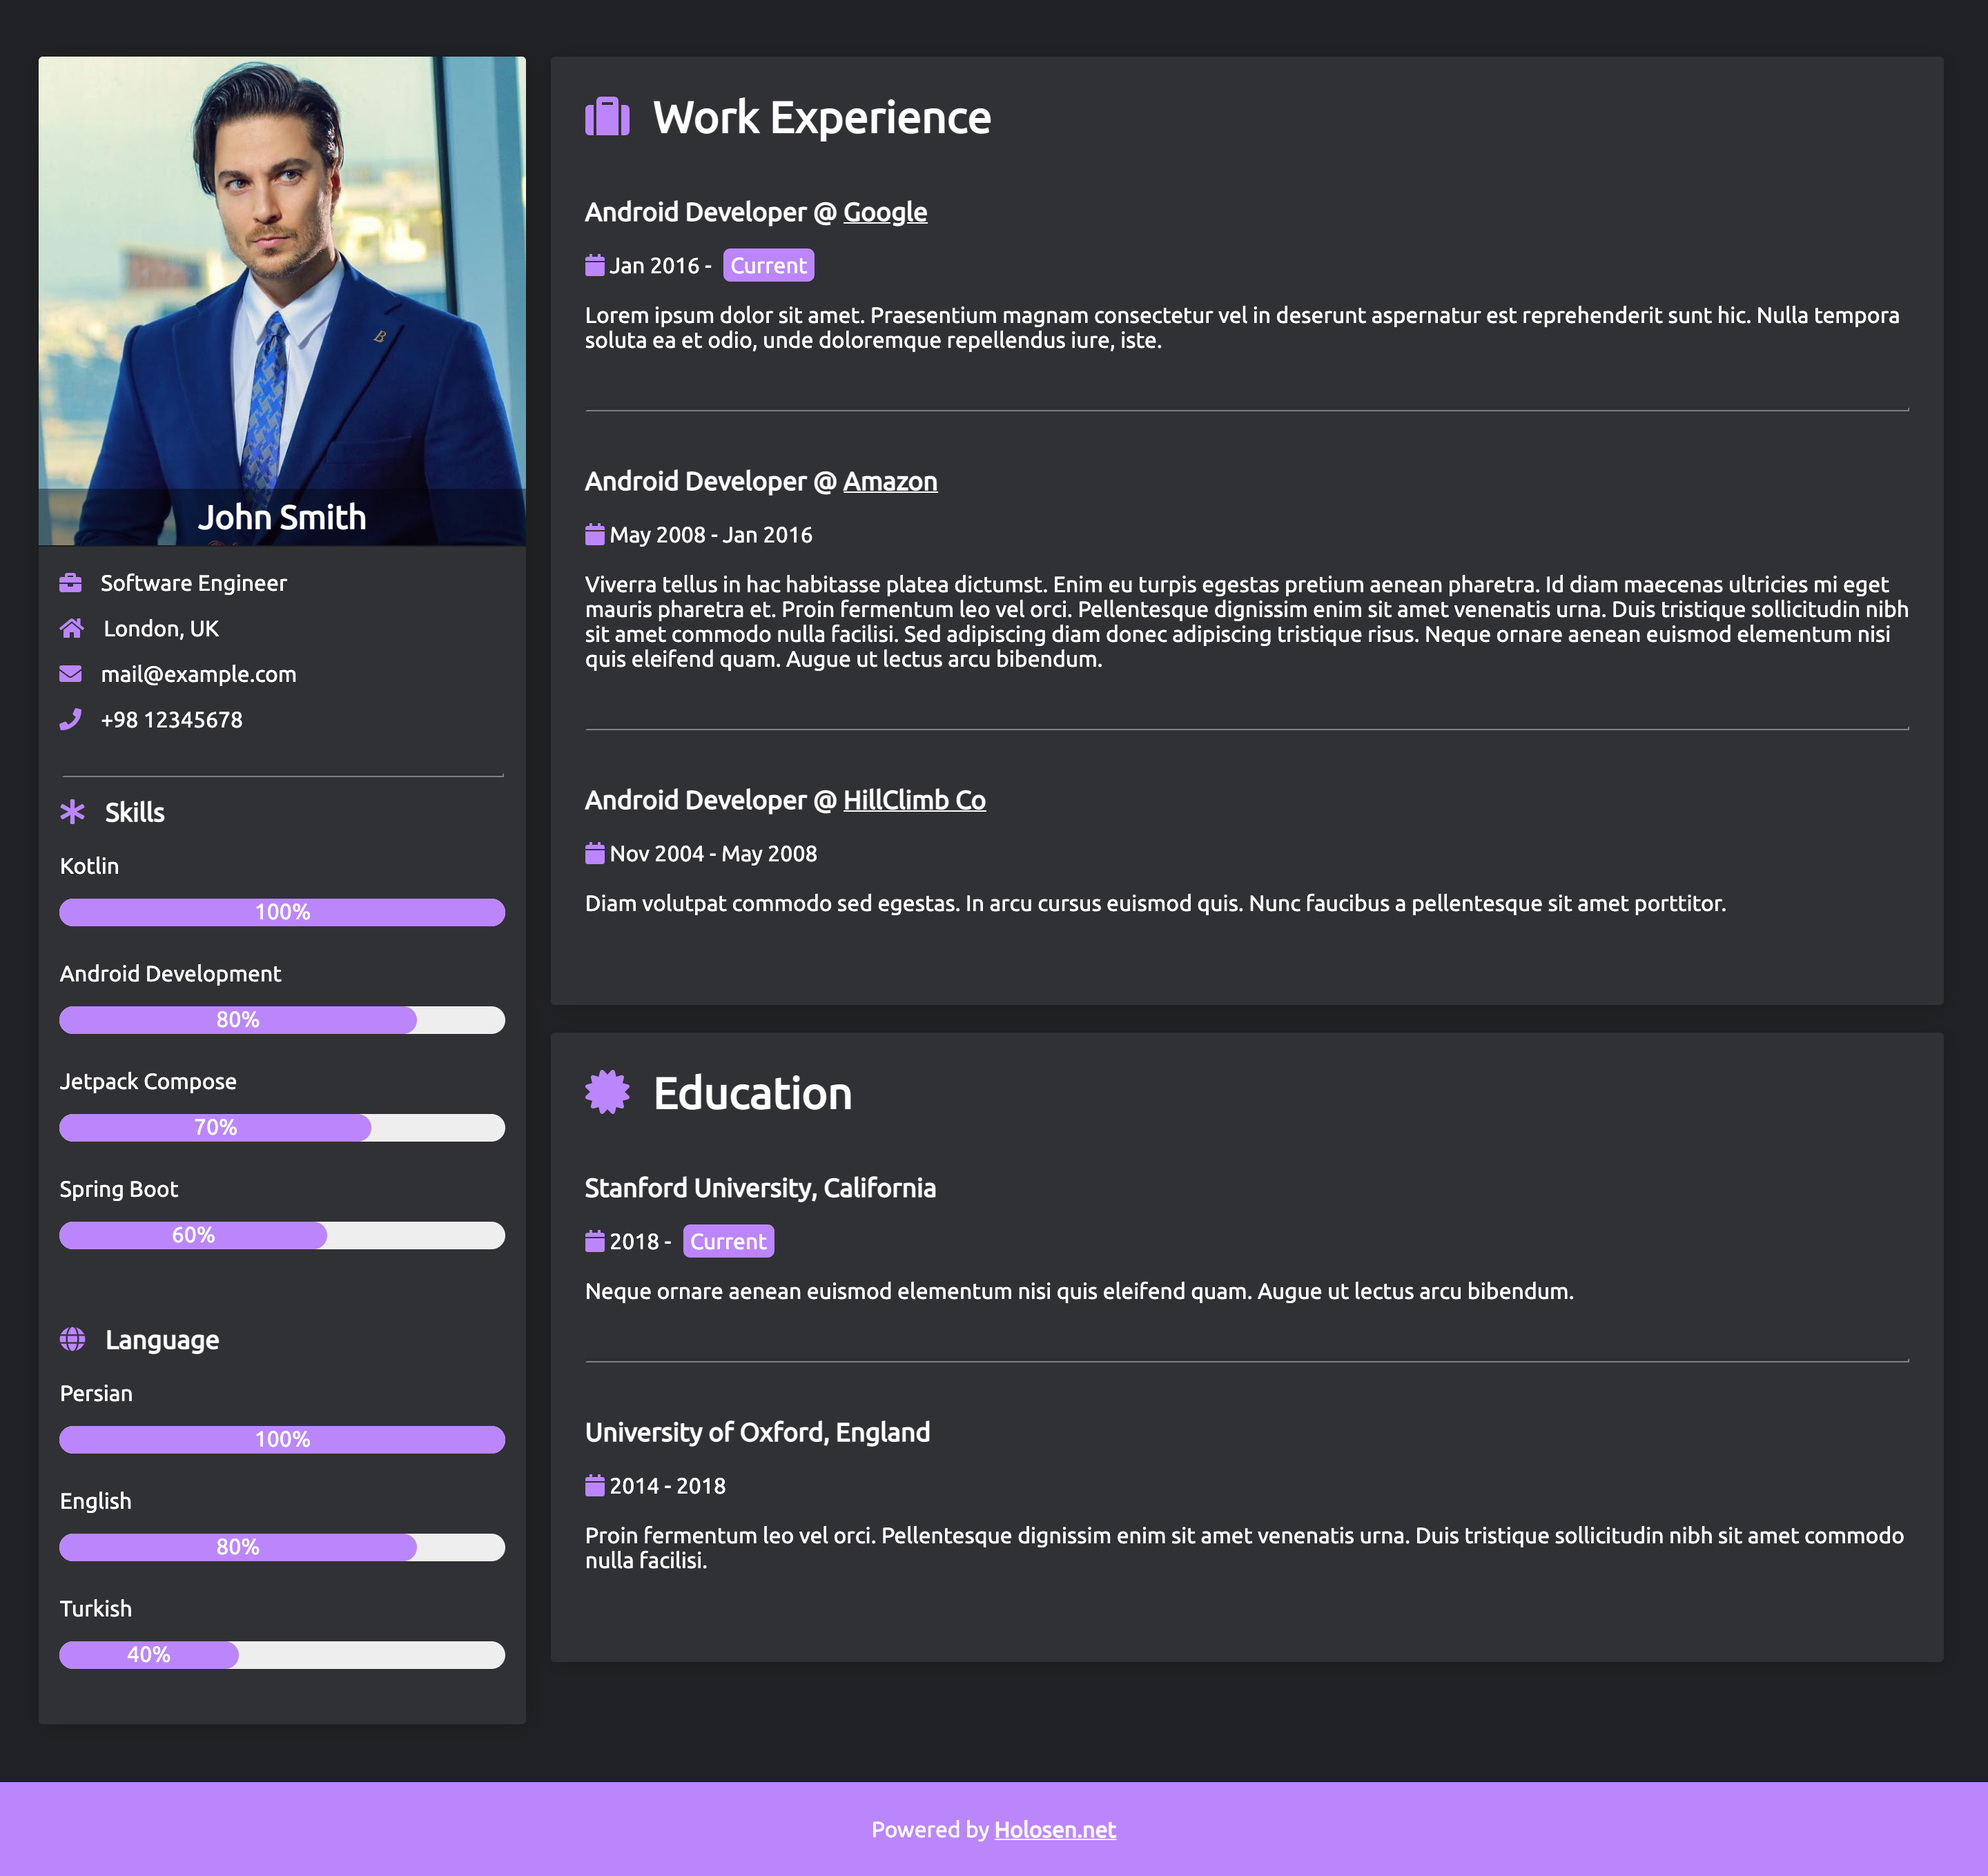 John Smith
Software Engineer
London, UK
mail@example.com
+98 12345678
Skills
Kotlin
100%
Android Development
80%
Jetpack Compose
70%
Spring Boot
60%
Language
Persian
100%
English
80%
Turkish
40%
Work Experience
Android Developer @ Google
Jan 2016 - Current
Lorem ipsum dolor sit amet. Praesentium magnam consectetur vel in deserunt aspernatur est reprehenderit sunt hic. Nulla tempora
soluta ea et odio, unde doloremque repellendus iure, iste.
Android Developer @ Amazon
May 2008 - Jan 2016
Viverra tellus in hac habitasse platea dictumst. Enim eu turpis egestas pretium aenean pharetra. Id diam maecenas ultricies mi eget
mauris pharetra et. Proin fermentum leo vel orci. Pellentesque dignissim enim sit amet venenatis urna. Duis tristique sollicitudin nibh
sit amet commodo nulla facilisi. Sed adipiscing diam donec adipiscing tristique risus. Neque ornare aenean euismod elementum nisi
quis eleifend quam. Augue ut lectus arcu bibendum.
Android Developer @ HillClimb Co
Nov 2004 - May 2008
Diam volutpat commodo sed egestas. In arcu cursus euismod quis. Nunc faucibus a pellentesque sit amet porttitor.
Education
Stanford University, California
2018 - Current
Neque ornare aenean euismod elementum nisi quis eleifend quam. Augue ut lectus arcu bibendum.
University of Oxford, England
2014 - 2018
Proin fermentum leo vel orci. Pellentesque dignissim enim sit amet venenatis urna. Duis tristique sollicitudin nibh sit amet commodo
nulla facilisi.
Powered by Holosen.net